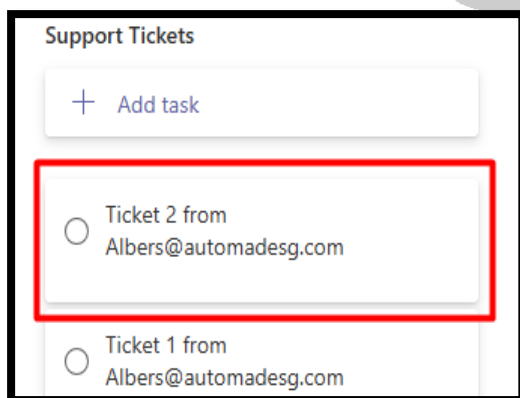 Support Tickets
+ Add task
Ticket 2 from
Albers@automadesg.com
Ticket 1 from
Albers@automadesg.com